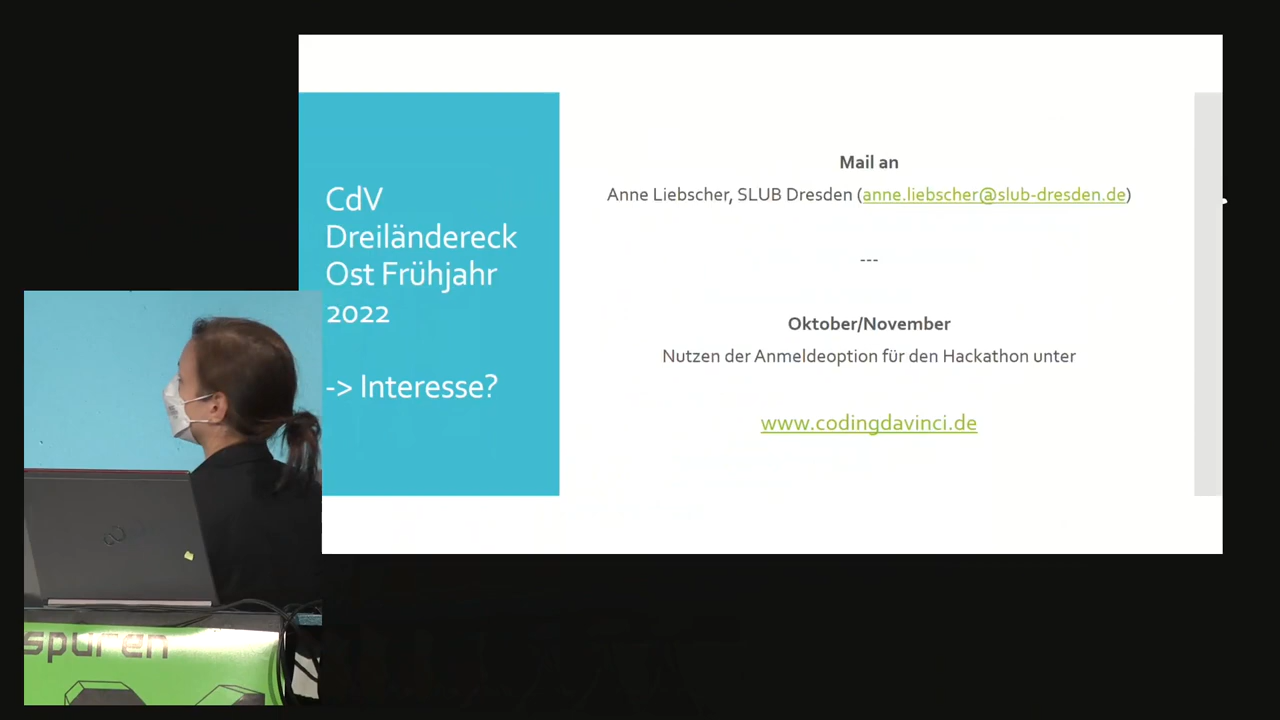 CdV
Dreiländereck
Ost Frühjahr
2022
-> Interesse?
Mail an
Anne Liebscher, SLUB Dresden (anne.liebscher@slub-dresden.de)
---
Oktober/November
Nutzen der Anmeldeoption für den Hackathon unter
www.codingdavinci.de
spuren